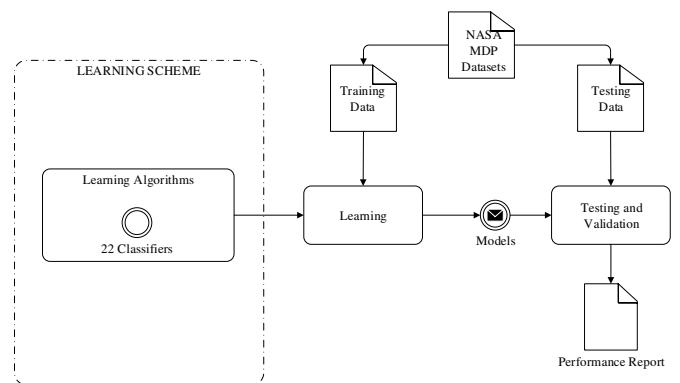 NASA
MDP
Datasets
LEARNING SCHEME
Training
Data
Testing
Data
Learning Algorithms
22 Classifiers
Learning
Models
Testing and
Validation
Performance Report